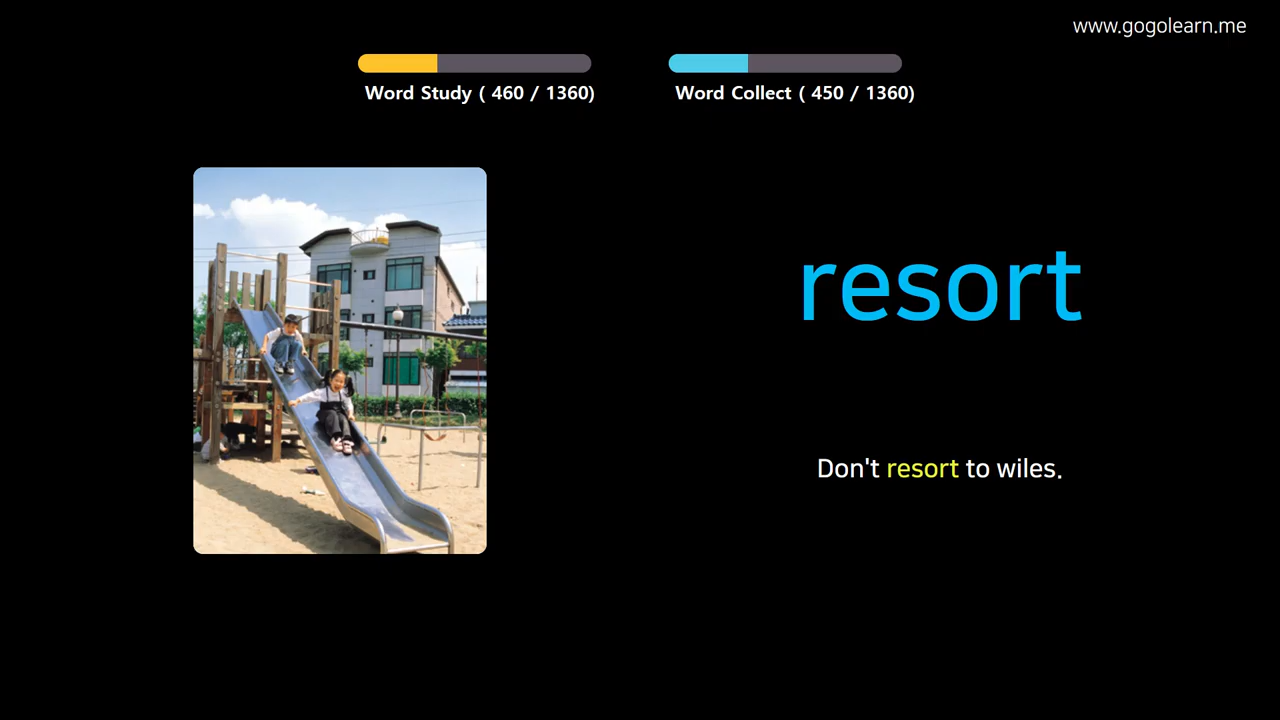 www.gogolearn.me
Word Study ( 460 / 1360)
Word Collect ( 450 / 1360)
resort
Don't resort to wiles.